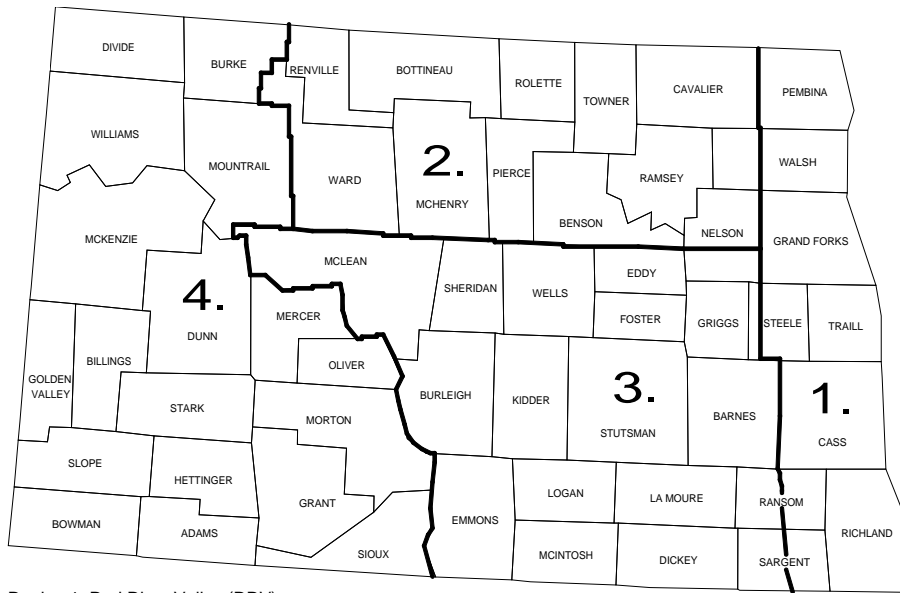 DIVIDE
BURKE
RENVILLE
BOTTINEAU
ROLETTE
TOWNER
CAVALIER
PEMBINA
WILLIAMS
MOUNTRAIL
WARD
2.
MCHENRY
PIERCE
BENSON
RAMSEY
WALSH
NELSON
GRAND FORKS
MCKENZIE
MCLEAN
SHERIDAN
WELLS
EDDY
4.
DUNN
MERCER
FOSTER
GRIGGS
STEELE
TRAILL
GOLDEN
VALLEY
BILLINGS
OLIVER
STARK
MORTON
BURLEIGH
KIDDER
3.
STUTSMAN
BARNES
1.
CASS
SLOPE
HETTINGER
GRANT
LOGAN
LA MOURE
RANSOM
BOWMAN
ADAMS
SIOUX
EMMONS
MCINTOSH
DICKEY
SARGENT
RICHLAND